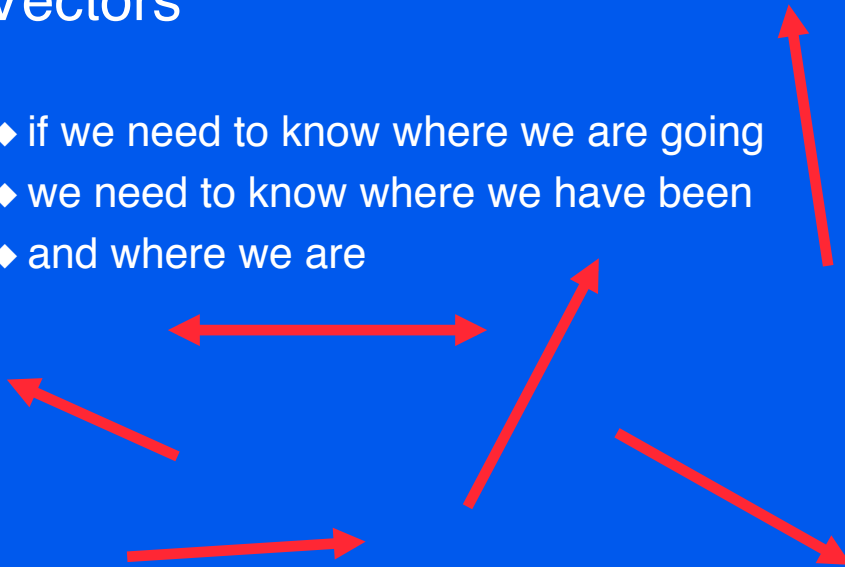 Vectors
◆ if we need to know where we are going
◆ we need to know where we have been
◆ and where we are